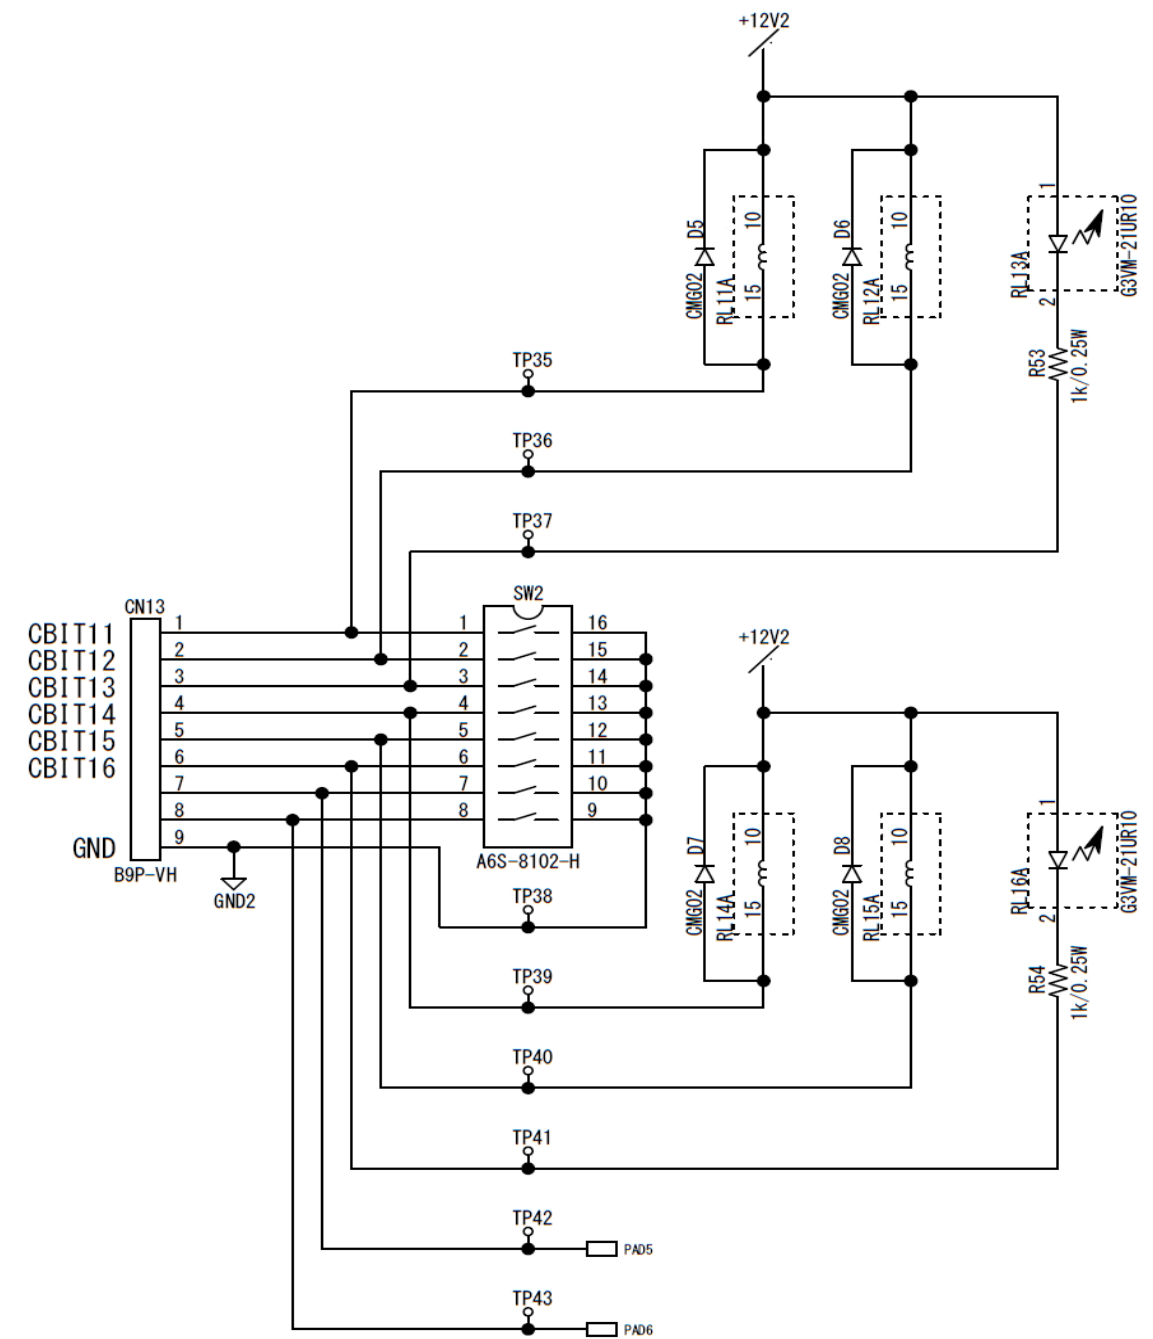 +12V2
D5
CMG02
10
15
RL11A
D6
CMG02
10
15
RL12A
1
2
RL13A
G3VM-21UR10
R53
1k/0.25W
TP35
TP36
TP37
SW2
CN13
CBIT11 1 1 16
CBIT12 2 2 15
CBIT13 3 3 14
CBIT14 4 4 13
CBIT15 5 5 12
CBIT16 6 6 11
7 7 10
8 8 9
GND 9
B9P-VH
GND2
A6S-8102-H
+12V2
D7
CMG02
10
15
RL14A
D8
CMG02
10
15
RL15A
1
2
RL16A
G3VM-21UR10
R54
1k/0.25W
TP38
TP39
TP40
TP41
TP42
PAD5
TP43
PAD6